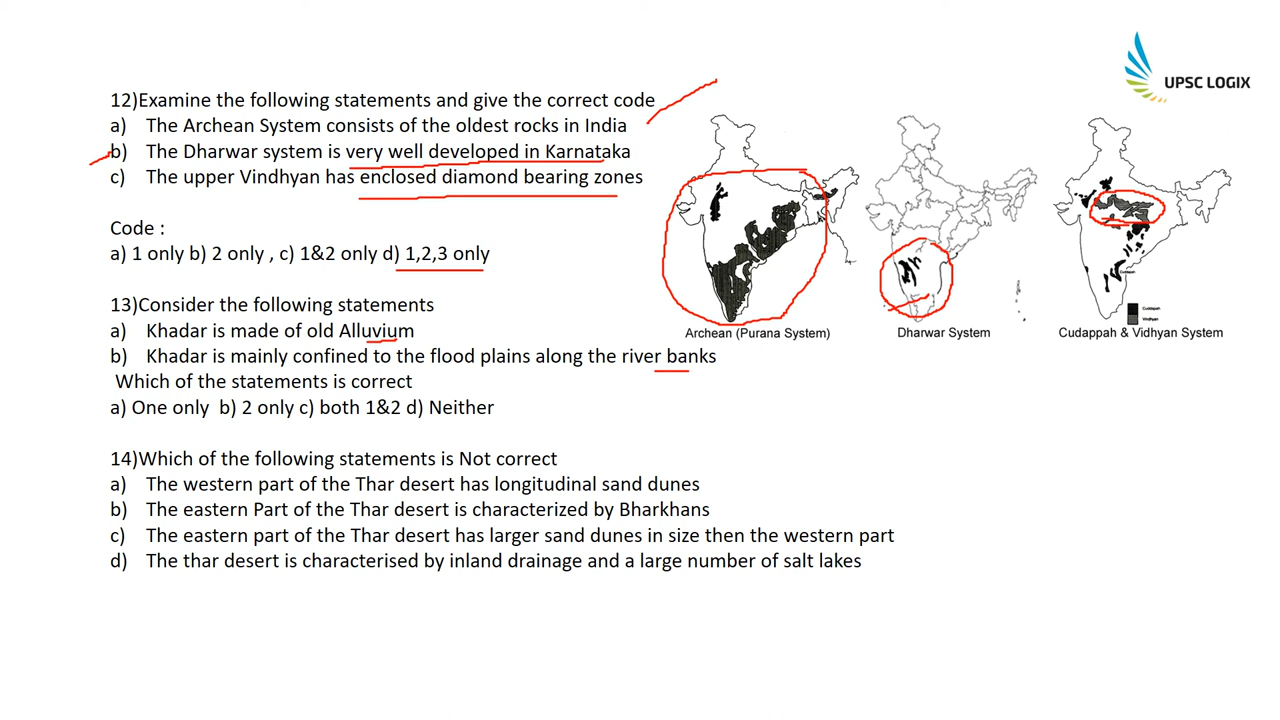 UPSC LOGIX
12)Examine the following statements and give the correct code
a) The Archean System consists of the oldest rocks in India
b) The Dharwar system is very well developed in Karnataka
c) The upper Vindhyan has enclosed diamond bearing zones
Code :
a) 1 only b) 2 only , c) 1&2 only d) 1,2,3 only
13)Consider the following statements
a) Khadar is made of old Alluvium
b) Khadar is mainly confined to the flood plains along the river banks
Which of the statements is correct
a) One only b) 2 only c) both 1&2 d) Neither
14)Which of the following statements is Not correct
a) The western part of the Thar desert has longitudinal sand dunes
b) The eastern Part of the Thar desert is characterized by Bharkhans
c) The eastern part of the Thar desert has larger sand dunes in size then the western part
d) The thar desert is characterised by inland drainage and a large number of salt lakes
Archean (Purana System)
Dharwar System
Cuddapah
Cuddapah
Vindhyan
Cudappah & Vidhyan System